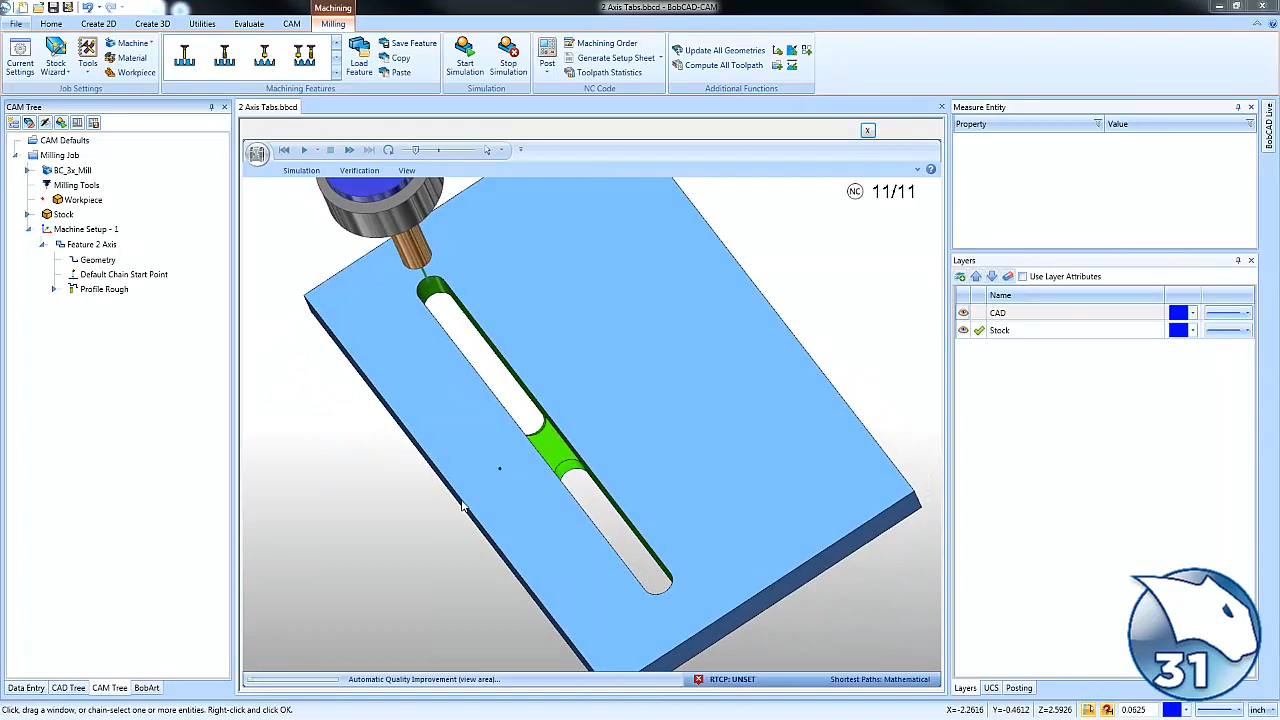 2 Axis Tabs.bbcd - BobCAD-CAM
Machining
File Home Create 2D Create 3D Utilities Evaluate CAM Milling
Current Settings
Stock Wizard
Tools
Machine
Material
Workpiece
Job Settings
Machining Features
Load Feature
Save Feature
Copy
Paste
Start Simulation
Stop Simulation
Simulation
Post
Machining Order
Generate Setup Sheet
Toolpath Statistics
NC Code
Update All Geometries
Compute All Toolpath
Additional Functions
CAM Tree
CAM Defaults
Milling Job
BC_3x_Mill
Milling Tools
Workpiece
Stock
Machine Setup - 1
Feature 2 Axis
Geometry
Default Chain Start Point
Profile Rough
Data Entry CAD Tree CAM Tree BobArt
2 Axis Tabs.bbcd
x
Simulation Verification View
NC 11/11
Automatic Quality Improvement (view area)...
RTCP: UNSET
Shortest Paths: Mathematical
Measure Entity
Property Value
Layers
Use Layer Attributes
Name
CAD
Stock
Layers UCS Posting
BobCAD Live
31
Click, drag a window, or chain-select one or more entities. Right-click and click OK.
X=-2.2616 Y=-0.4612 Z=2.5926 0.0625 inch